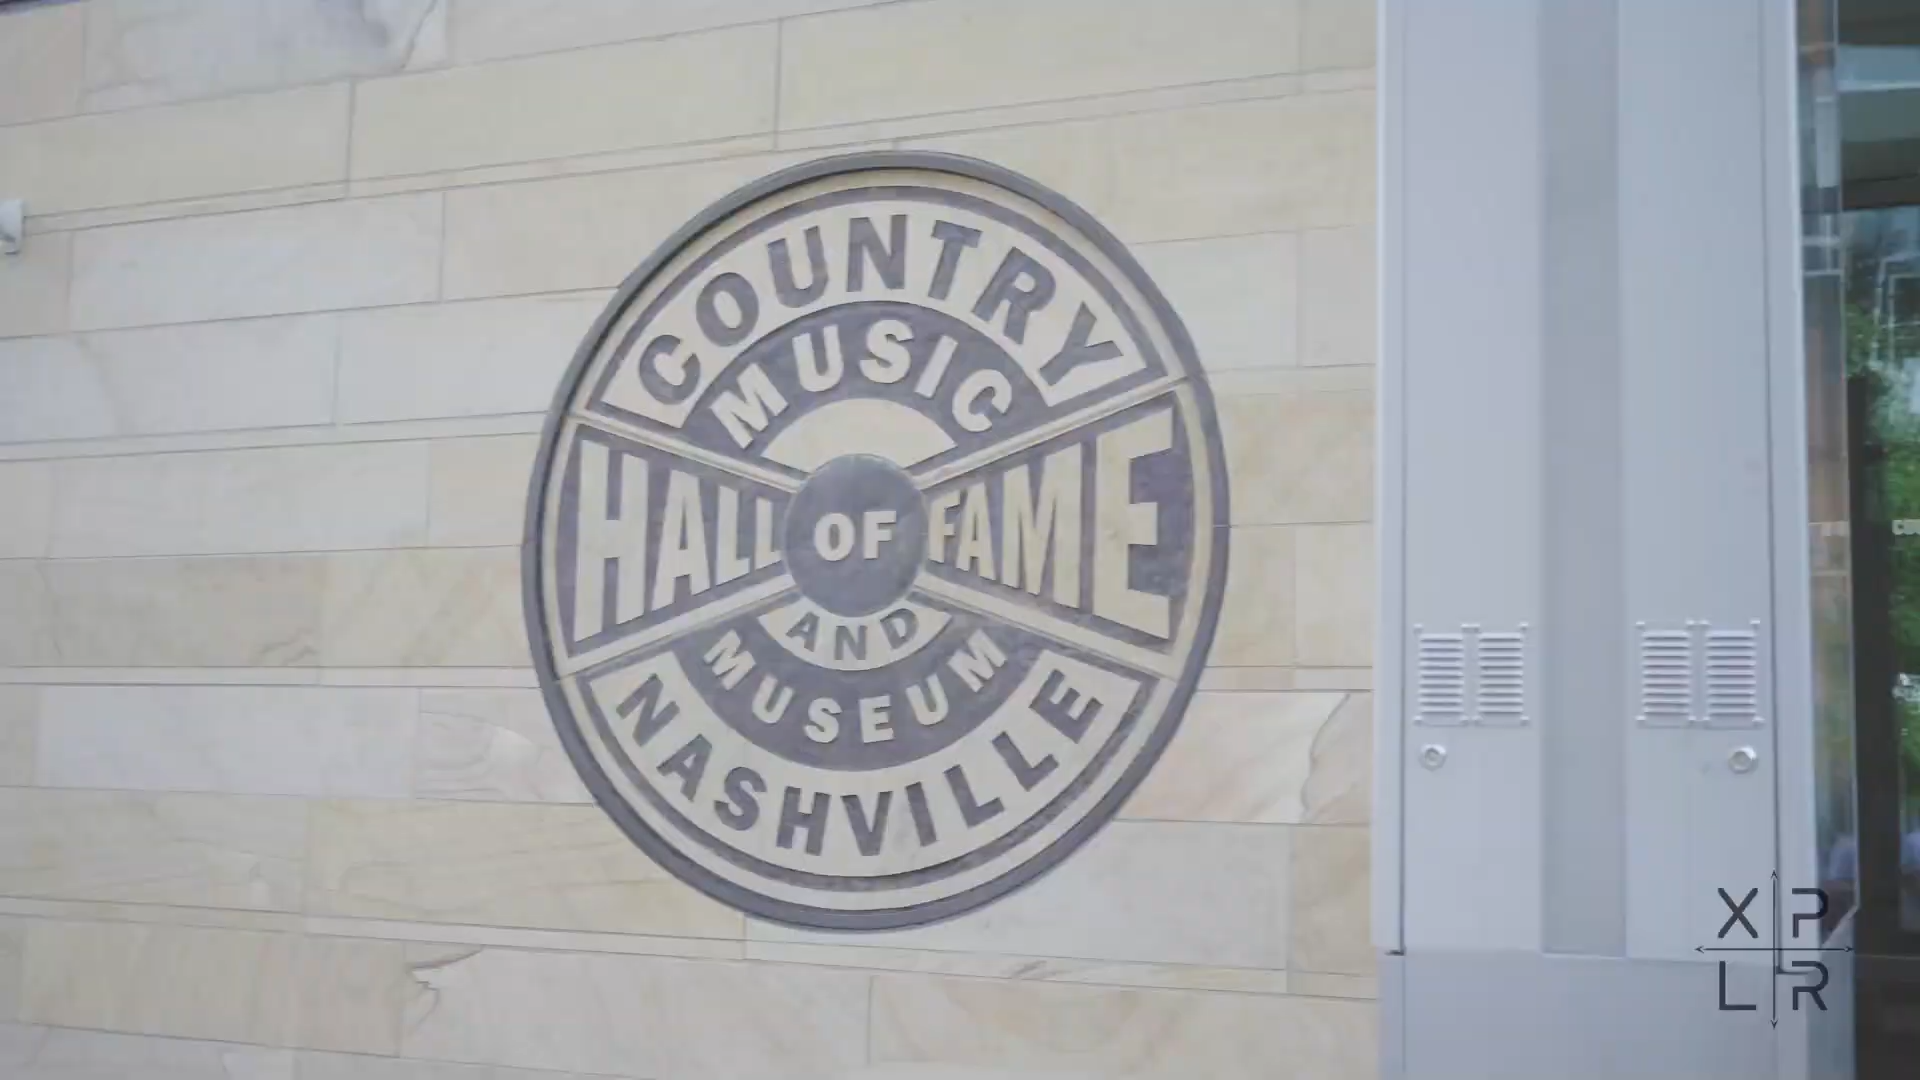 COUNTRY
MUSIC
HALL OF FAME
AND
MUSEUM
NASHVILLE
X P
L R